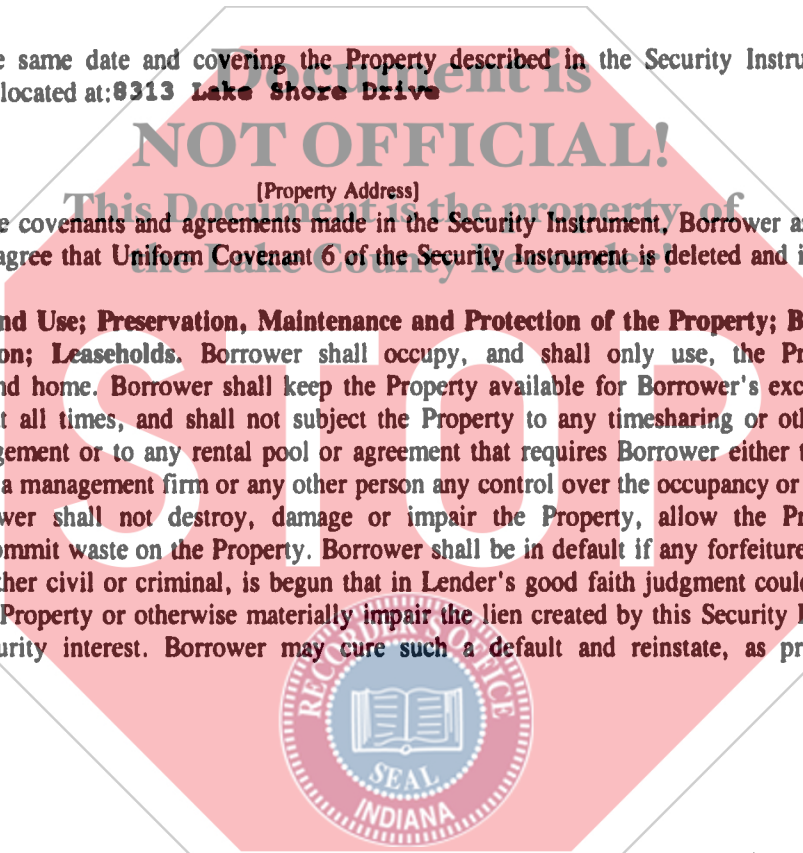 e same date and covering the Property described in the Security Instru
located at:8313 Lake Shore Drive
Document is
NOT OFFICIAL!
[Property Address]
This Document is the property of
the Lake County Recorder!
e covenants and agreements made in the Security Instrument, Borrower a
agree that Uniform Covenant 6 of the Security Instrument is deleted and i
nd Use; Preservation, Maintenance and Protection of the Property; B
on; Leaseholds. Borrower shall occupy, and shall only use, the Pr
nd home. Borrower shall keep the Property available for Borrower's exc
t all times, and shall not subject the Property to any timesharing or oth
gement or to any rental pool or agreement that requires Borrower either t
a management firm or any other person any control over the occupancy or
wer shall not destroy, damage or impair the Property, allow the Pr
ommit waste on the Property. Borrower shall be in default if any forfeiture
ther civil or criminal, is begun that in Lender's good faith judgment could
Property or otherwise materially impair the lien created by this Security I
urity interest. Borrower may cure such a default and reinstate, as pr
STOP
RECORDER'S OFFICE
SEAL
INDIANA